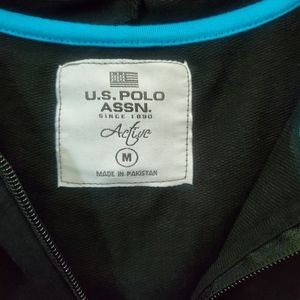 U.S. POLO
ASSN.
SINCE 1890
Active
M
MADE IN PAKISTAN